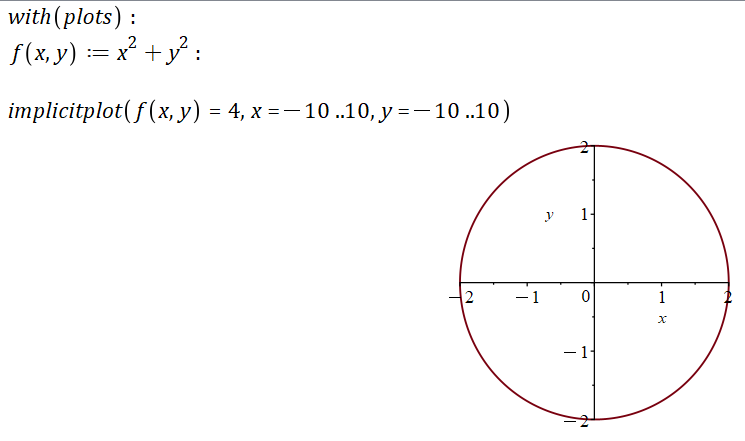 with(plots) :
f(x, y) := x² + y² :
implicitplot(f(x, y) = 4, x = −10 ..10, y = −10 ..10)
2
y 1
−2 −1 0 1 2
x
−1
−2